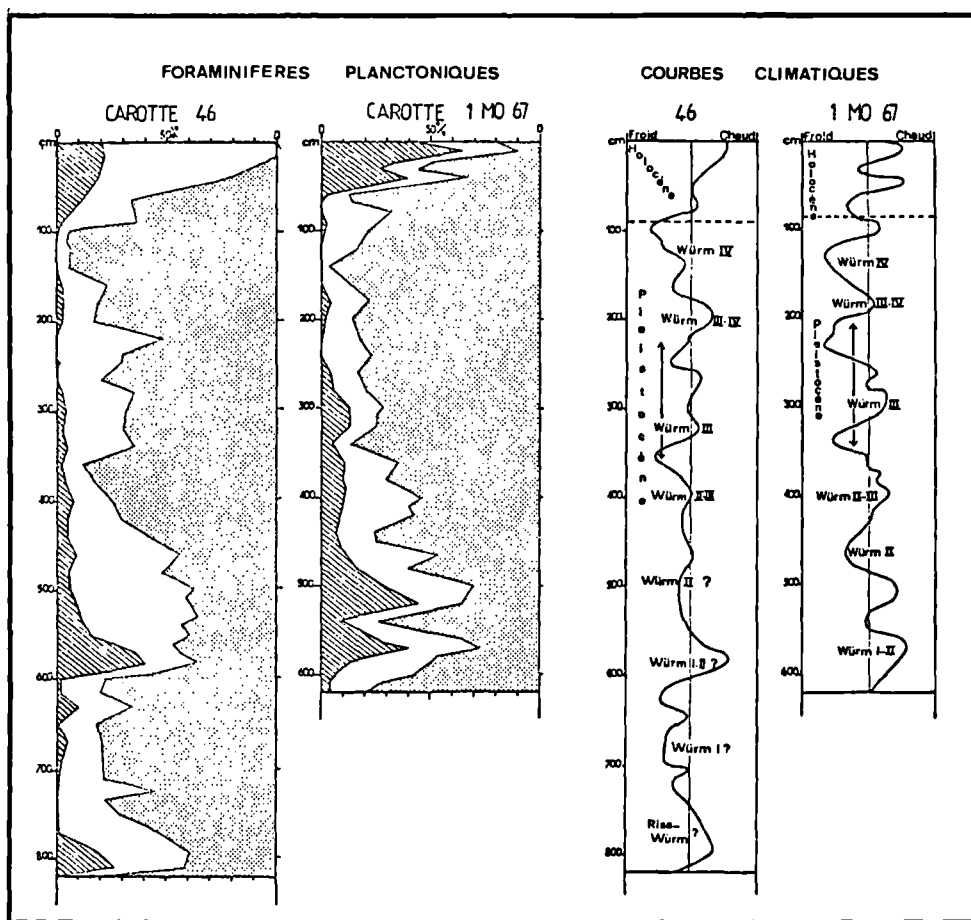 FORAMINIFERES PLANCTONIQUES COURBES CLIMATIQUES
CAROTTE 46 CAROTTE 1 MO 67 46 1 MO 67
0 50% 0
0 50% 0
Froid Chaud
Froid Chaud
cm
100
200
300
400
500
600
700
800
cm
100
200
300
400
500
600
cm
Holocène
100
Würm IV
200
Würm III-IV
Pleistocène
300
Würm III
400
Würm II-III
500
Würm II ?
Würm I-II ?
600
Würm I ?
700
Riss-
Würm ?
800
cm
Holocène
100
Würm IV
Würm III-IV
200
Pleistocène
300
Würm III
400
Würm II-III
Würm II
500
Würm I-II
600